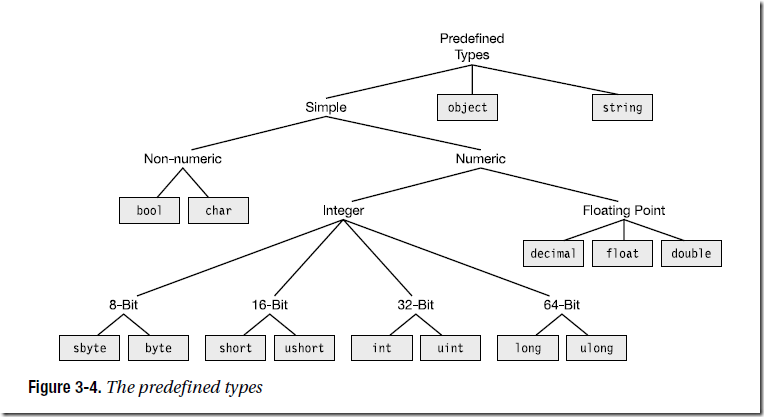 Predefined
Types
Simple
object
string
Non-numeric
Numeric
bool
char
Integer
Floating Point
decimal
float
double
8-Bit
16-Bit
32-Bit
64-Bit
sbyte
byte
short
ushort
int
uint
long
ulong
Figure 3-4. The predefined types